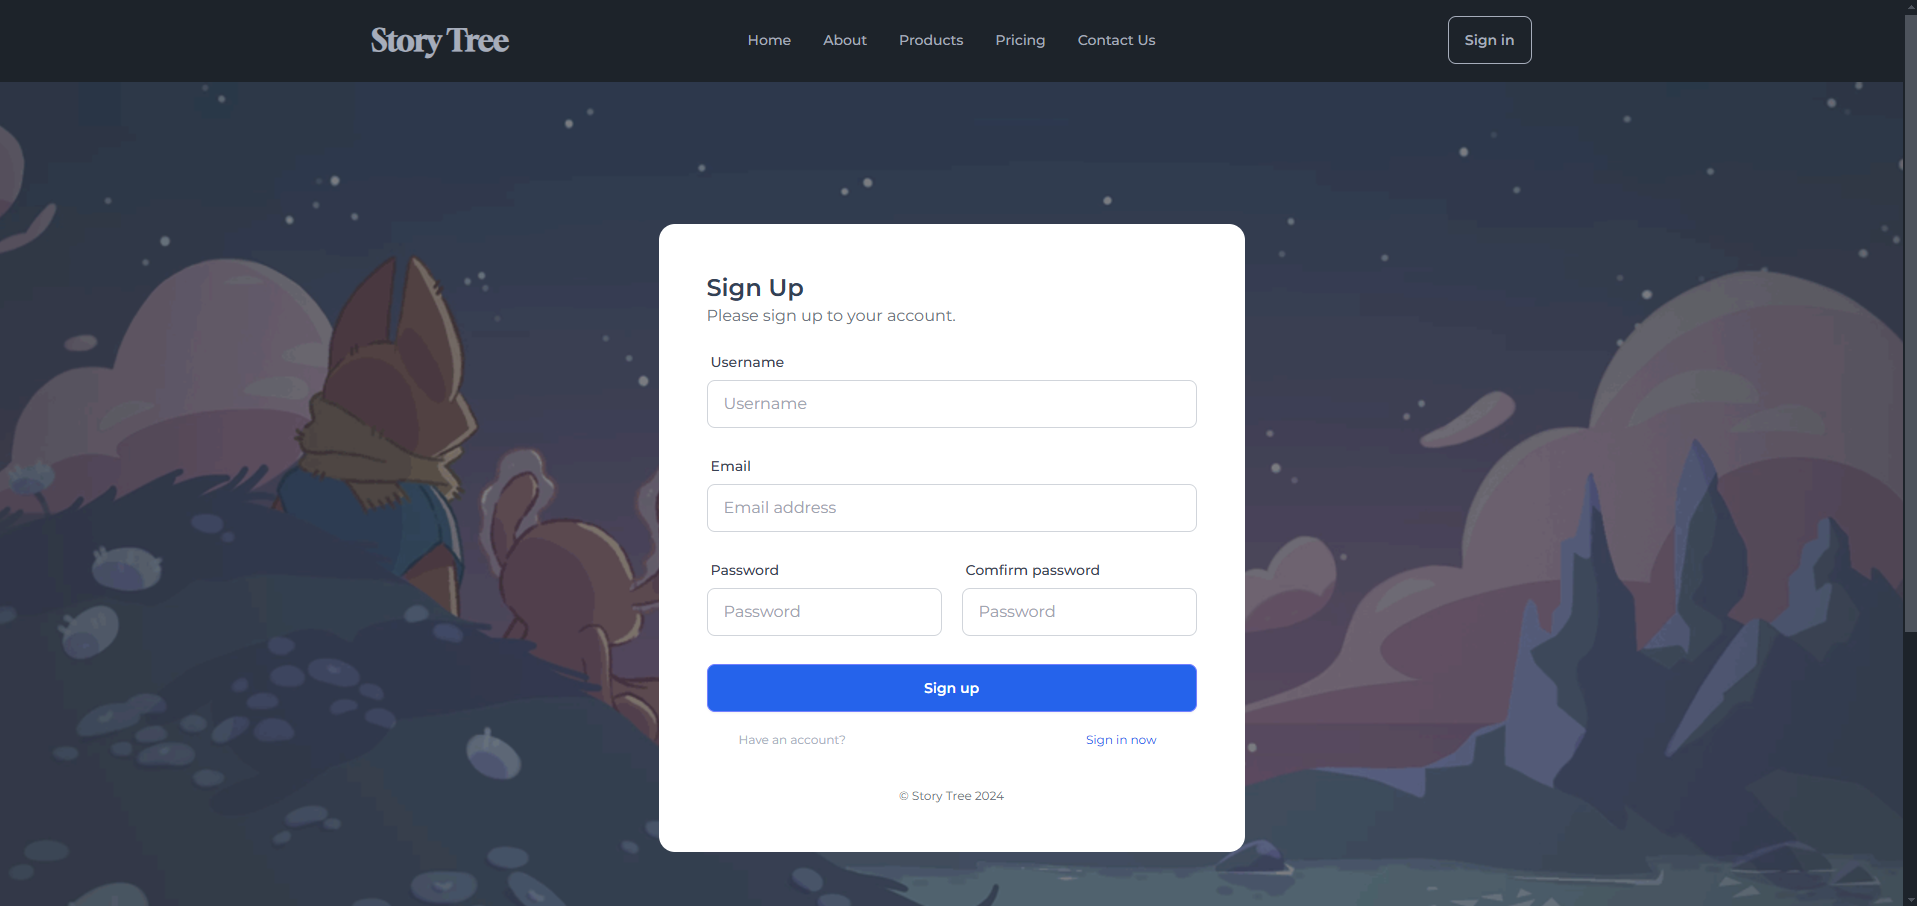 Story Tree
Home About Products Pricing Contact Us
Sign in
Sign Up
Please sign up to your account.
Username
Username
Email
Email address
Password Comfirm password
Password Password
Sign up
Have an account? Sign in now
© Story Tree 2024